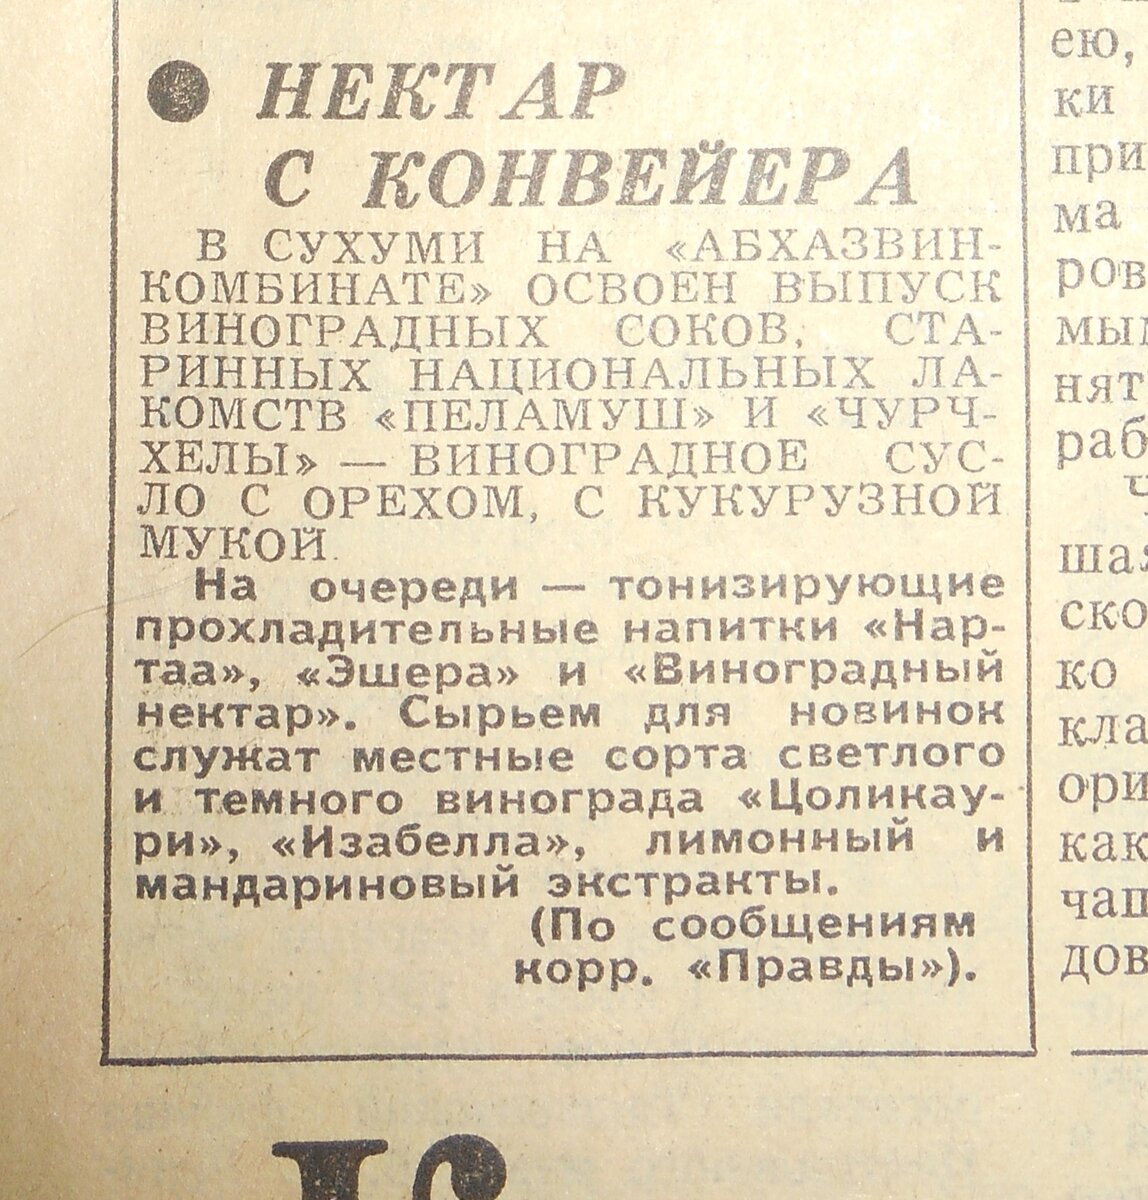 ● НЕКТАР
С КОНВЕЙЕРА
В СУХУМИ НА «АБХАЗВИН-
КОМБИНАТЕ» ОСВОЕН ВЫПУСК
ВИНОГРАДНЫХ СОКОВ, СТА-
РИННЫХ НАЦИОНАЛЬНЫХ ЛА-
КОМСТВ «ПЕЛАМУШ» И «ЧУРЧ-
ХЕЛЫ» — ВИНОГРАДНОЕ СУС-
ЛО С ОРЕХОМ, С КУКУРУЗНОЙ
МУКОЙ.
На очереди — тонизирующие
прохладительные напитки «Нар-
таа», «Эшера» и «Виноградный
нектар». Сырьем для новинок
служат местные сорта светлого
и темного винограда «Цоликау-
ри», «Изабелла», лимонный и
мандариновый экстракты.
(По сообщениям
корр. «Правды»).
ею,
ки
при
ма
ров
мы
нят
раб
Ч
ша
ско
ко
кла
ори
как
чащ
дов